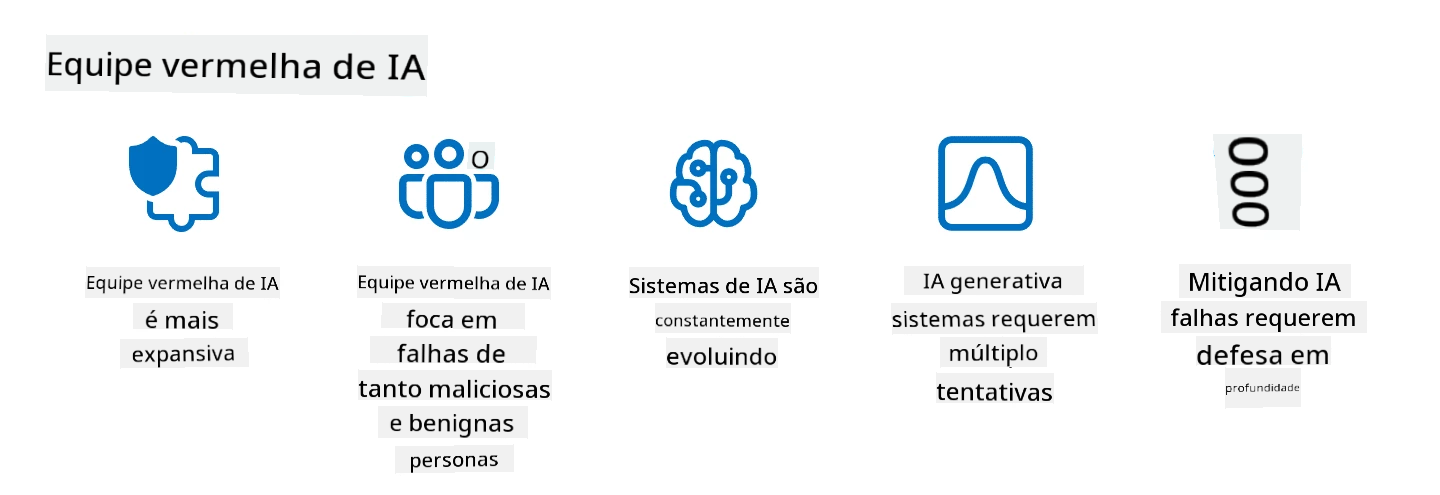 Equipe vermelha de IA
O
000
Equipe vermelha de IA
é mais
expansiva
Equipe vermelha de IA
foca em
falhas de
tanto maliciosas
e benignas
personas
Sistemas de IA são
constantemente
evoluindo
IA generativa
sistemas requerem
múltiplo
tentativas
Mitigando IA
falhas requerem
defesa em
profundidade